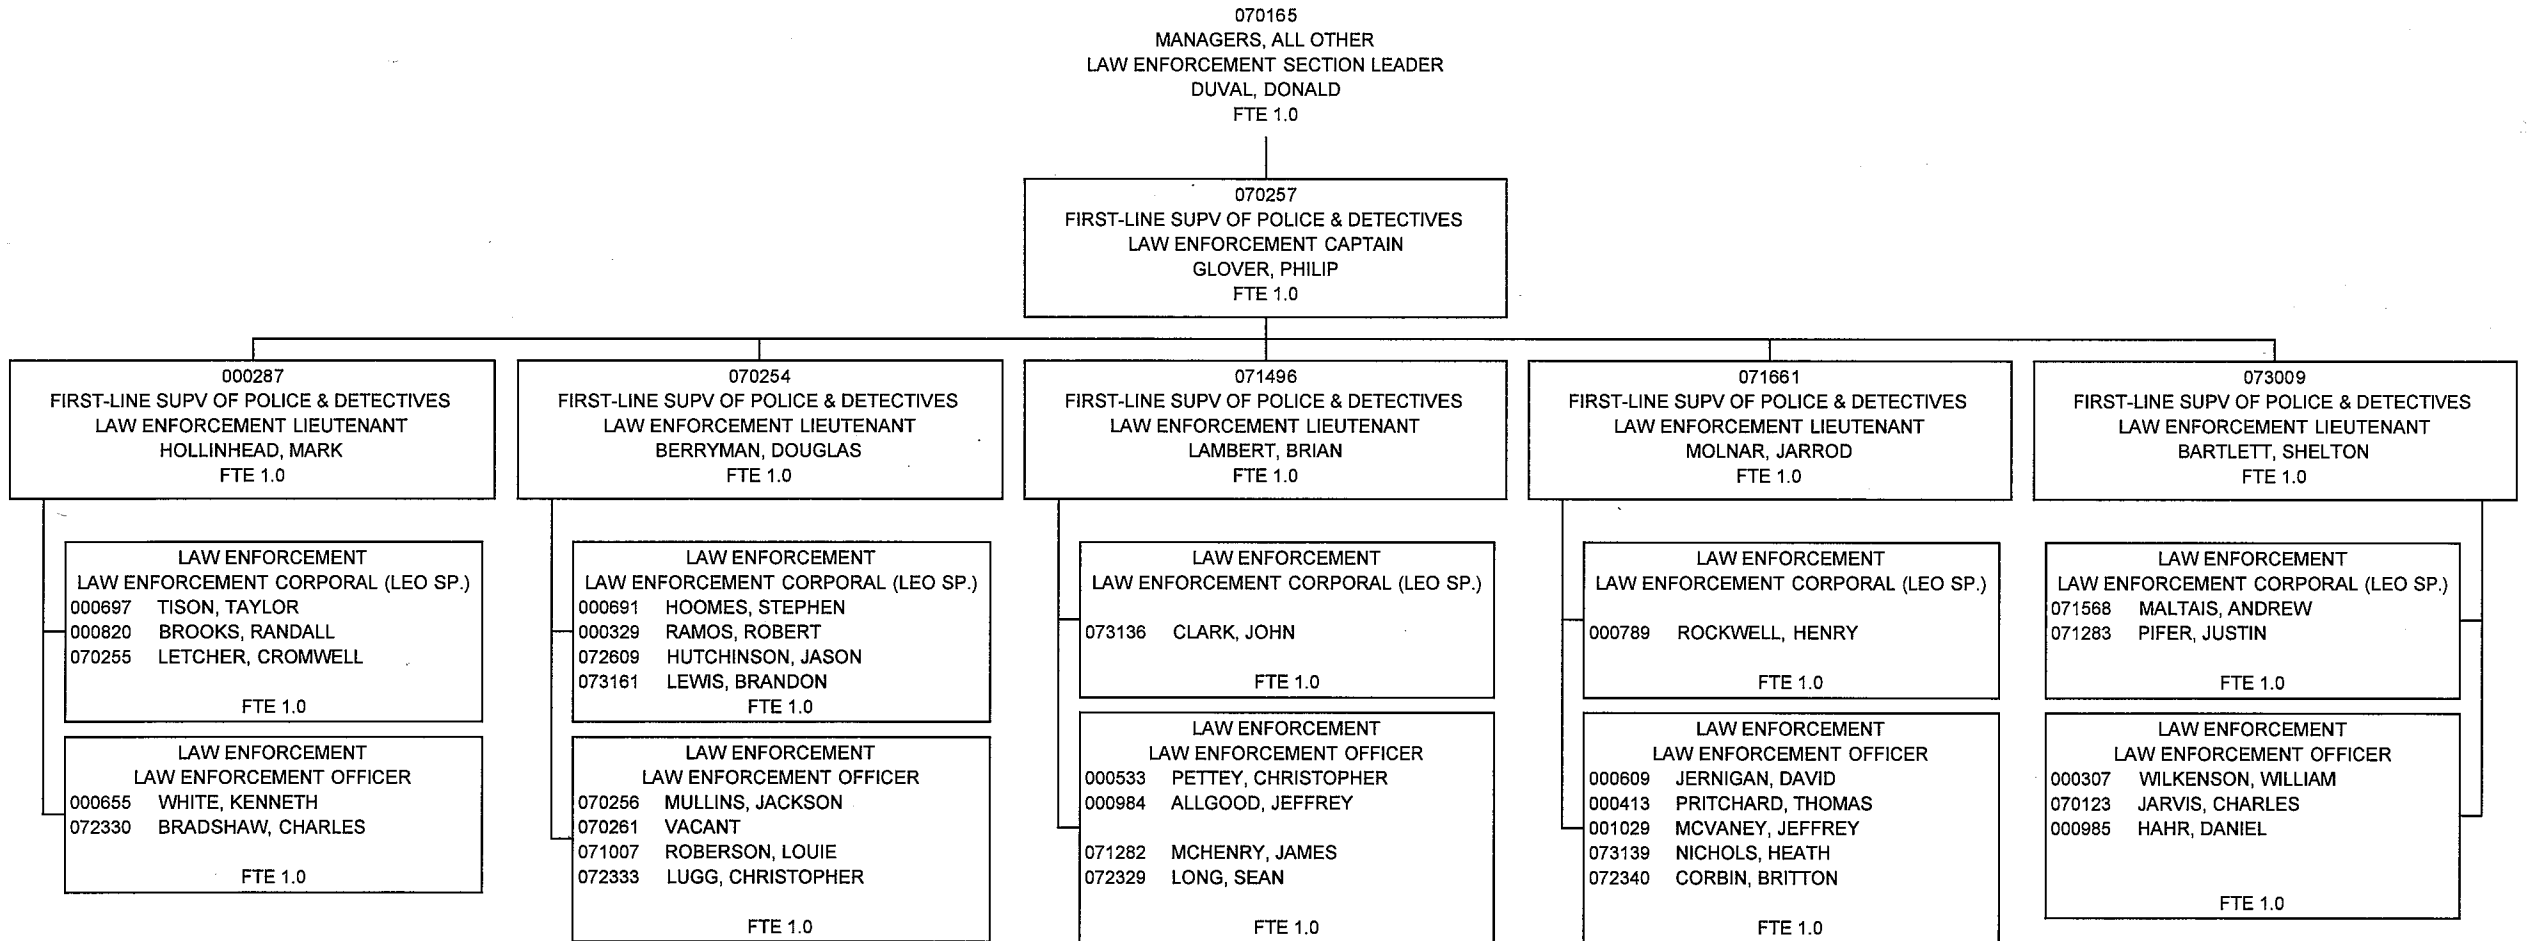 070165
MANAGERS, ALL OTHER
LAW ENFORCEMENT SECTION LEADER
DUVAL, DONALD
FTE 1.0
070257
FIRST-LINE SUPV OF POLICE & DETECTIVES
LAW ENFORCEMENT CAPTAIN
GLOVER, PHILIP
FTE 1.0
000287
FIRST-LINE SUPV OF POLICE & DETECTIVES
LAW ENFORCEMENT LIEUTENANT
HOLLINHEAD, MARK
FTE 1.0
070254
FIRST-LINE SUPV OF POLICE & DETECTIVES
LAW ENFORCEMENT LIEUTENANT
BERRYMAN, DOUGLAS
FTE 1.0
071496
FIRST-LINE SUPV OF POLICE & DETECTIVES
LAW ENFORCEMENT LIEUTENANT
LAMBERT, BRIAN
FTE 1.0
071661
FIRST-LINE SUPV OF POLICE & DETECTIVES
LAW ENFORCEMENT LIEUTENANT
MOLNAR, JARROD
FTE 1.0
073009
FIRST-LINE SUPV OF POLICE & DETECTIVES
LAW ENFORCEMENT LIEUTENANT
BARTLETT, SHELTON
FTE 1.0
LAW ENFORCEMENT
LAW ENFORCEMENT CORPORAL (LEO SP.)
000697 TISON, TAYLOR
000820 BROOKS, RANDALL
070255 LETCHER, CROMWELL
FTE 1.0
LAW ENFORCEMENT
LAW ENFORCEMENT CORPORAL (LEO SP.)
000691 HOOMES, STEPHEN
000329 RAMOS, ROBERT
072609 HUTCHINSON, JASON
073161 LEWIS, BRANDON
FTE 1.0
LAW ENFORCEMENT
LAW ENFORCEMENT CORPORAL (LEO SP.)
073136 CLARK, JOHN
FTE 1.0
LAW ENFORCEMENT
LAW ENFORCEMENT CORPORAL (LEO SP.)
000789 ROCKWELL, HENRY
FTE 1.0
LAW ENFORCEMENT
LAW ENFORCEMENT CORPORAL (LEO SP.)
071568 MALTAIS, ANDREW
071283 PIFER, JUSTIN
FTE 1.0
LAW ENFORCEMENT
LAW ENFORCEMENT OFFICER
000655 WHITE, KENNETH
072330 BRADSHAW, CHARLES
FTE 1.0
LAW ENFORCEMENT
LAW ENFORCEMENT OFFICER
070256 MULLINS, JACKSON
070261 VACANT
071007 ROBERSON, LOUIE
072333 LUGG, CHRISTOPHER
FTE 1.0
LAW ENFORCEMENT
LAW ENFORCEMENT OFFICER
000533 PETTEY, CHRISTOPHER
000984 ALLGOOD, JEFFREY
071282 MCHENRY, JAMES
072329 LONG, SEAN
FTE 1.0
LAW ENFORCEMENT
LAW ENFORCEMENT OFFICER
000609 JERNIGAN, DAVID
000413 PRITCHARD, THOMAS
001029 MCVANEY, JEFFREY
073139 NICHOLS, HEATH
072340 CORBIN, BRITTON
FTE 1.0
LAW ENFORCEMENT
LAW ENFORCEMENT OFFICER
000307 WILKENSON, WILLIAM
070123 JARVIS, CHARLES
000985 HAHR, DANIEL
FTE 1.0